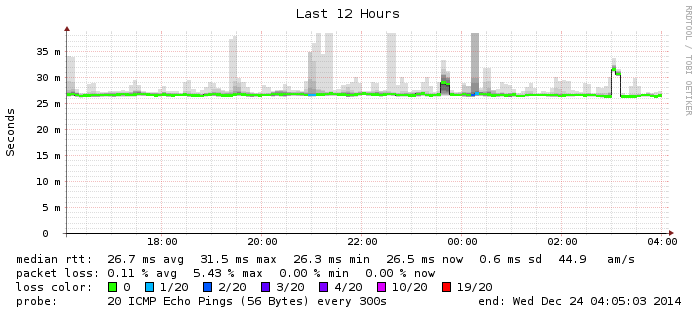 Last 12 Hours
RRDTOOL / TOBI OETIKER
Seconds
35 m
30 m
25 m
20 m
15 m
10 m
5 m
0
18:00 20:00 22:00 00:00 02:00 04:00
median rtt: 26.7 ms avg 31.5 ms max 26.3 ms min 26.5 ms now 0.6 ms sd 44.9 am/s
packet loss: 0.11 % avg 5.43 % max 0.00 % min 0.00 % now
loss color: 0 1/20 2/20 3/20 4/20 10/20 19/20
probe: 20 ICMP Echo Pings (56 Bytes) every 300s end: Wed Dec 24 04:05:03 2014